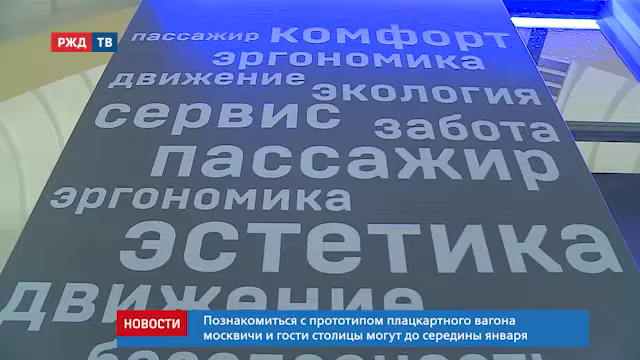 РЖД ТВ
пассажир комфорт
эргономика
движение экология
сервис забота
пассажир
эргономика
эстетика
движение
НОВОСТИ
Познакомиться с прототипом плацкартного вагона
москвичи и гости столицы могут до середины января